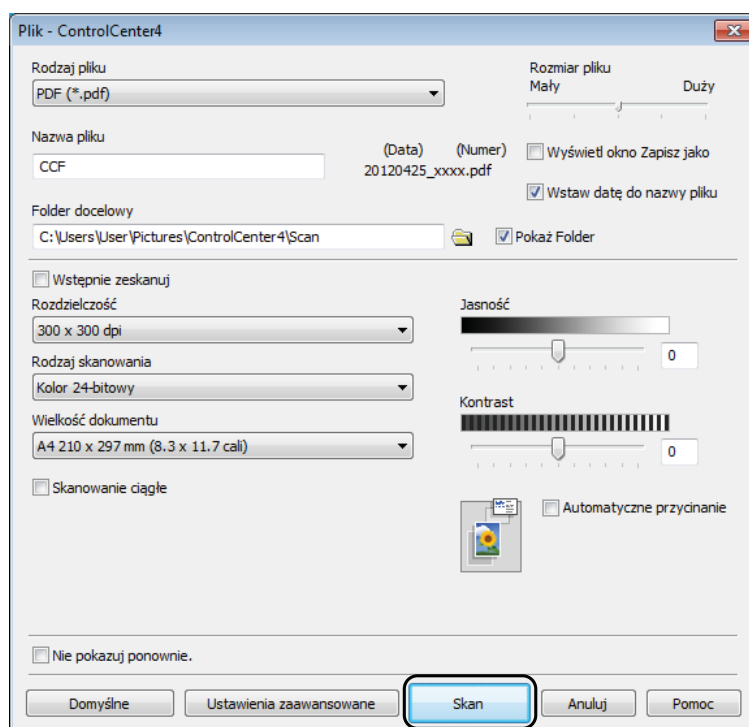 Plik - ControlCenter4
Rodzaj pliku
PDF (*.pdf)
Rozmiar pliku
Mały Duży
Nazwa pliku
CCF
(Data) (Numer)
20120425_xxxx.pdf
Wyświetl okno Zapisz jako
Wstaw datę do nazwy pliku
Folder docelowy
C:\Users\User\Pictures\ControlCenter4\Scan
Pokaż Folder
Wstępnie zeskanuj
Rozdzielczość
300 x 300 dpi
Rodzaj skanowania
Kolor 24-bitowy
Wielkość dokumentu
A4 210 x 297 mm (8.3 x 11.7 cali)
Skanowanie ciągłe
Jasność
0
Kontrast
0
Automatyczne przycinanie
Nie pokazuj ponownie.
Domyślne Ustawienia zaawansowane Skan Anuluj Pomoc